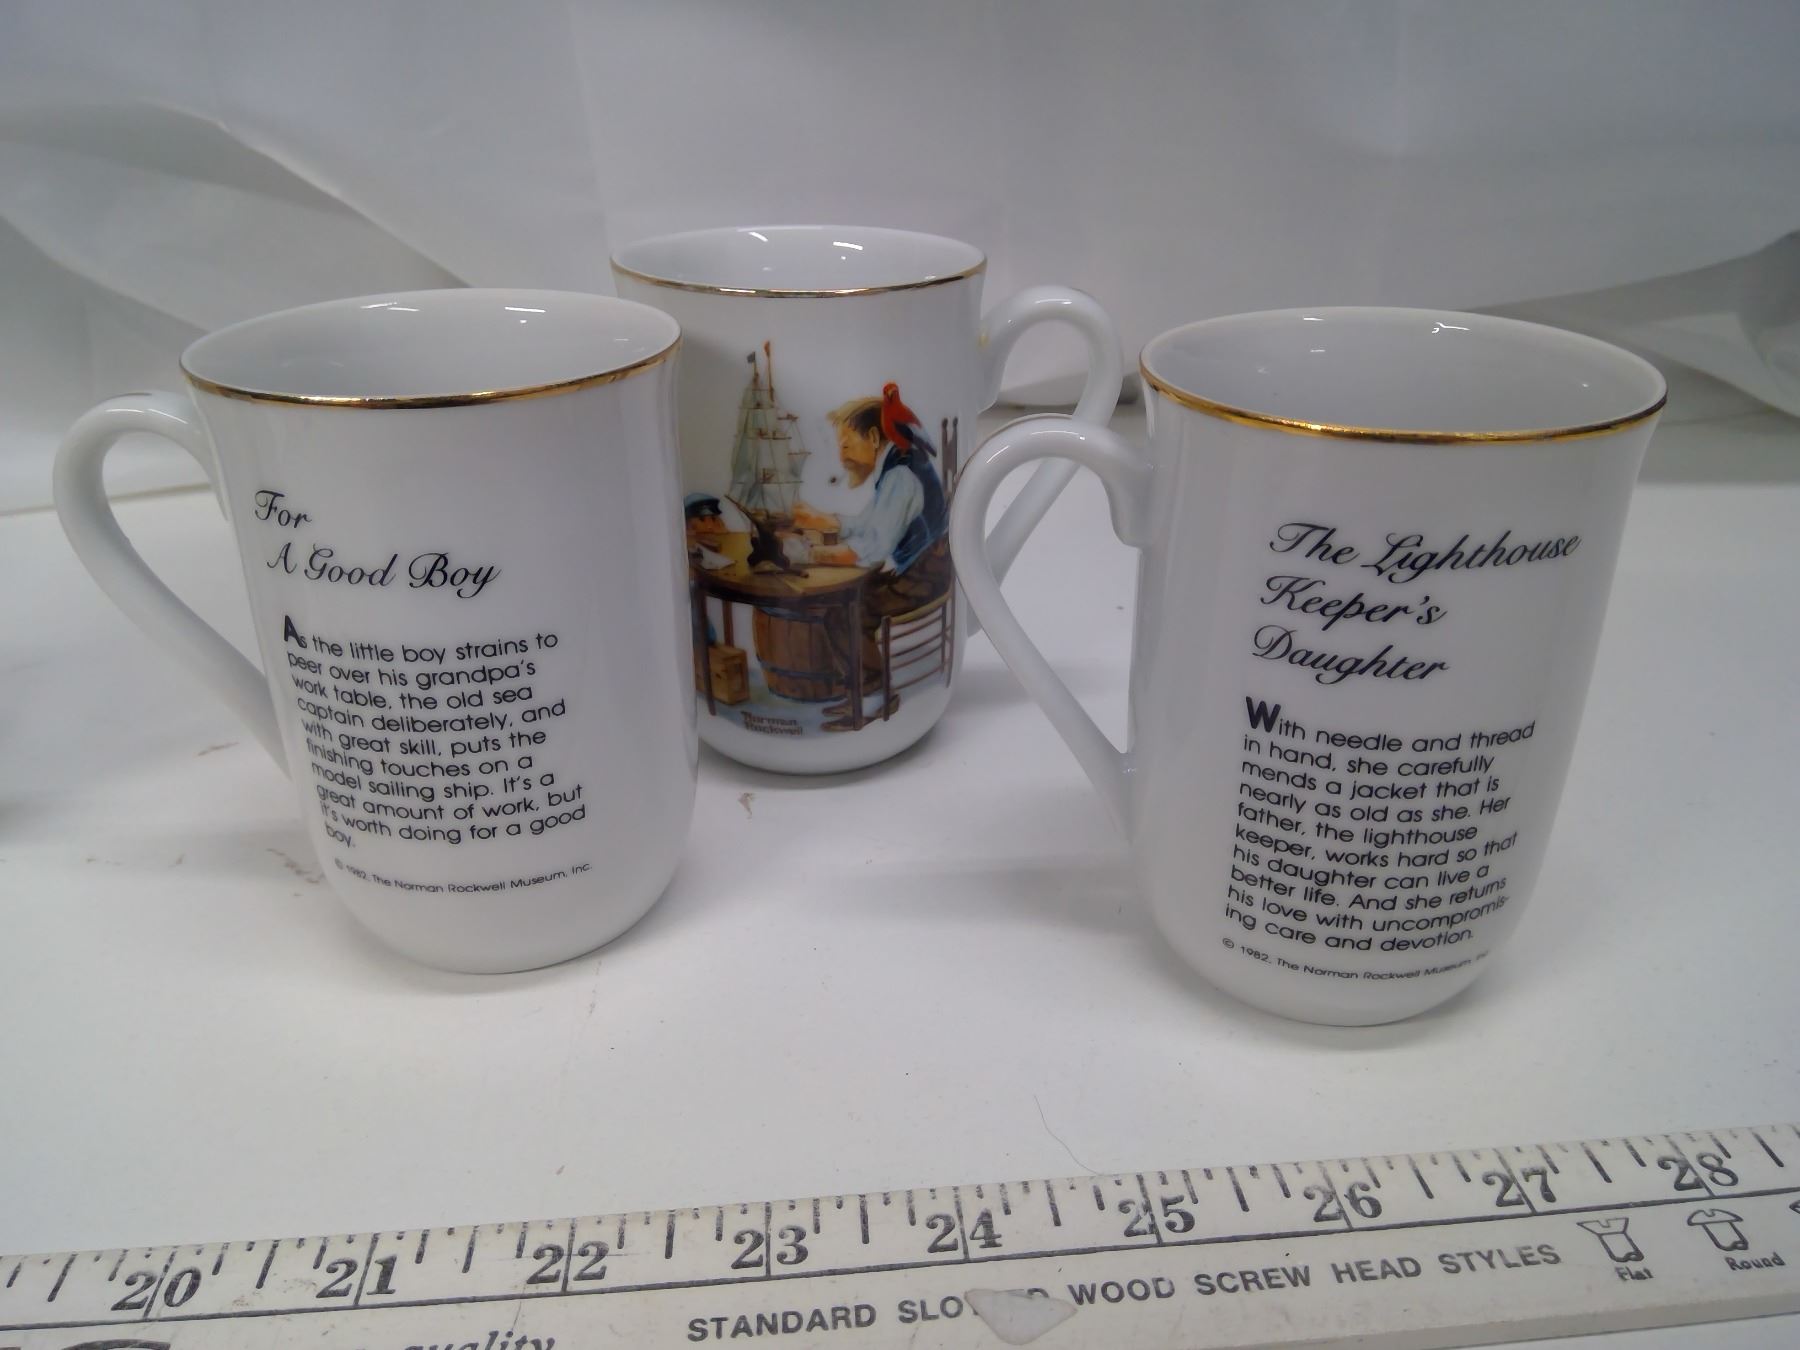 For
A Good Boy
As the little boy strains to
peer over his grandpa's
work table, the old sea
captain deliberately, and
with great skill, puts the
finishing touches on a
model sailing ship. It's a
great amount of work, but
it's worth doing for a good
boy.
© 1982. The Norman Rockwell Museum, Inc.
Norman
Rockwell
The Lighthouse
Keeper's
Daughter
With needle and thread
in hand, she carefully
mends a jacket that is
nearly as old as she. Her
father, the lighthouse
keeper, works hard so that
his daughter can live a
better life. And she returns
his love with uncompromis-
ing care and devotion.
© 1982. The Norman Rockwell Museum, Inc.
20 21 22 23 24 25 26 27 28
STANDARD WOOD SCREW HEAD STYLES
Flat
Round
quality